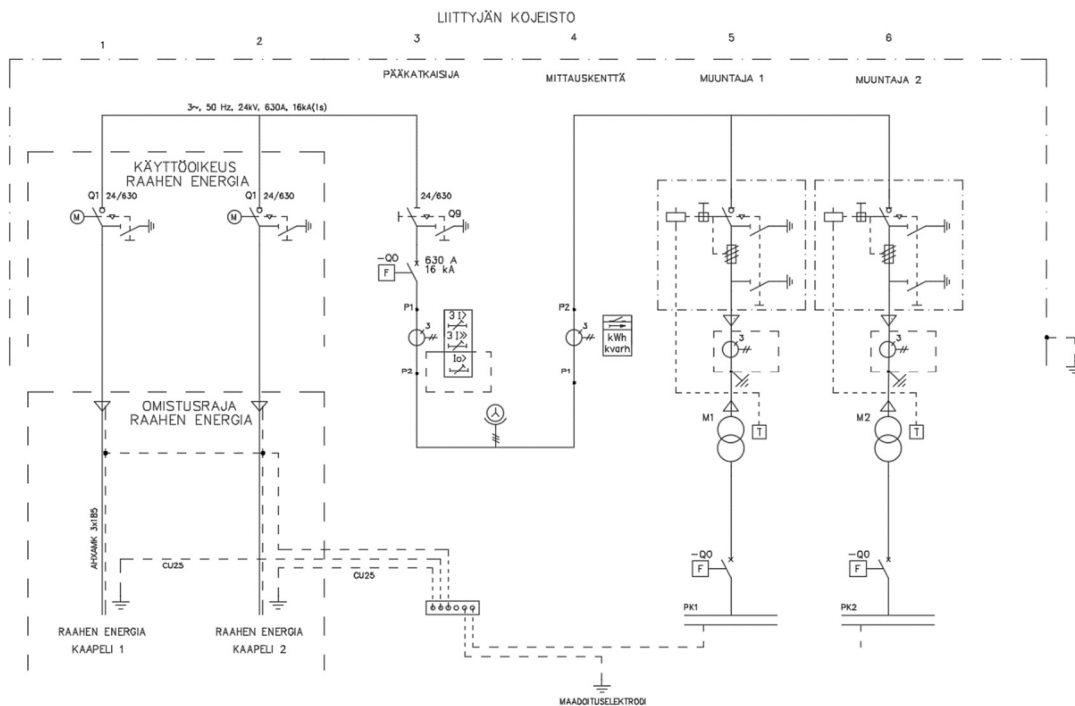 LIITTYJÄN KOJEISTO
1
2
3
4
5
6
PÄÄKATKAISIJA
MITTAUSKENTTÄ
MUUNTAJA 1
MUUNTAJA 2
3~, 50 Hz, 24kV, 630A, 16kA(1s)
KÄYTTÖOIKEUS
RAAHEN ENERGIA
Q1 24/630
Q1 24/630
24/630
M
M
Q9
-Q0
630 A
16 kA
F
P1
3
3I>
3I>>
Io>
P2
P2
3
kWh
kvarh
P1
3
3
OMISTUSRAJA
RAAHEN ENERGIA
M1
T
M2
T
AHXAMK 3x185
CU25
CU25
-Q0
F
-Q0
F
PK1
PK2
RAAHEN ENERGIA
KAAPELI 1
RAAHEN ENERGIA
KAAPELI 2
MAADOITUSELEKTRODI